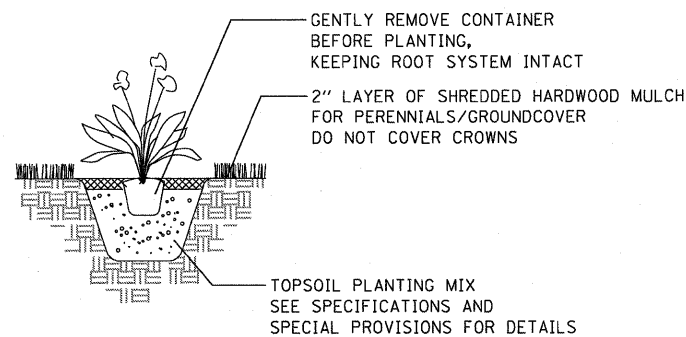 GENTLY REMOVE CONTAINER
BEFORE PLANTING,
KEEPING ROOT SYSTEM INTACT
2" LAYER OF SHREDDED HARDWOOD MULCH
FOR PERENNIALS/GROUNDCOVER
DO NOT COVER CROWNS
TOPSOIL PLANTING MIX
SEE SPECIFICATIONS AND
SPECIAL PROVISIONS FOR DETAILS